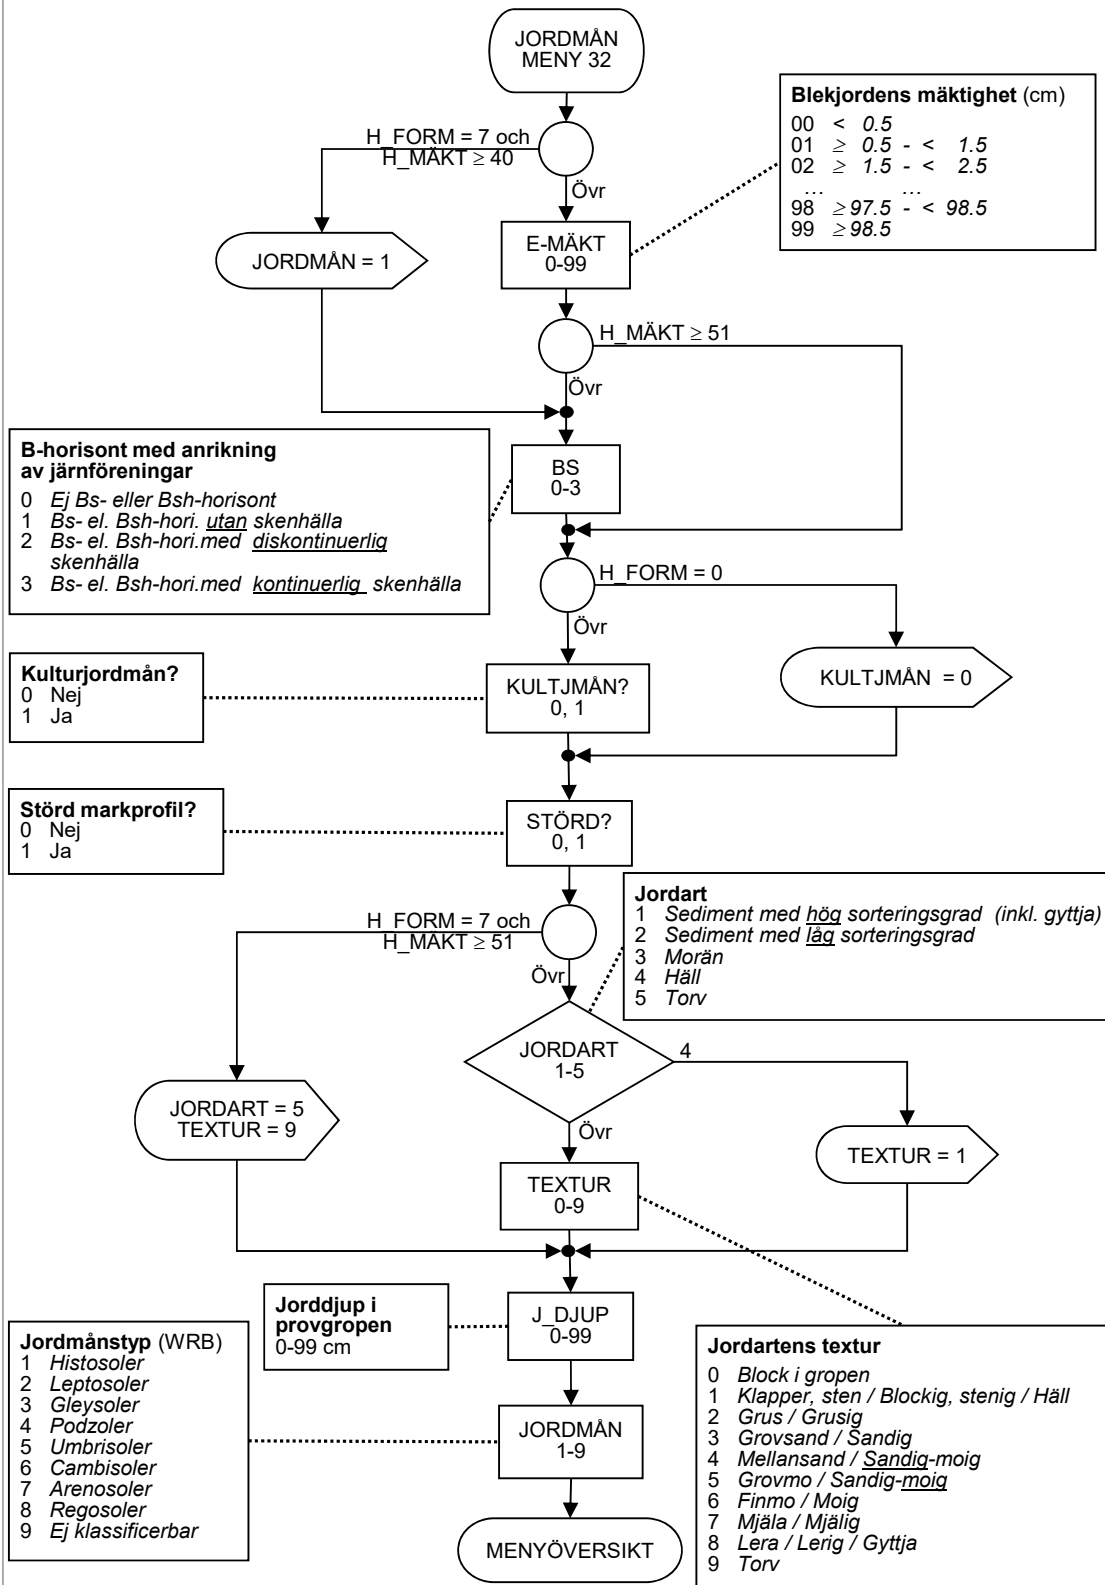 JORDMÅN
MENY 32
Blekjordens mäktighet (cm)
00 < 0.5
01 ≥ 0.5 - < 1.5
02 ≥ 1.5 - < 2.5
... ...
98 ≥ 97.5 - < 98.5
99 ≥ 98.5
H_FORM = 7 och
H_MÄKT ≥ 40
Övr
E-MÄKT
0-99
JORDMÅN = 1
H_MÄKT ≥ 51
Övr
B-horisont med anrikning
av järnföreningar
0 Ej Bs- eller Bsh-horisont
1 Bs- el. Bsh-hori. utan skenhälla
2 Bs- el. Bsh-hori.med diskontinuerlig
skenhälla
3 Bs- el. Bsh-hori.med kontinuerlig skenhälla
BS
0-3
H_FORM = 0
Övr
Kulturjordmån?
0 Nej
1 Ja
KULTJMÅN?
0, 1
KULTJMÅN = 0
Störd markprofil?
0 Nej
1 Ja
STÖRD?
0, 1
Jordart
1 Sediment med hög sorteringsgrad (inkl. gyttja)
2 Sediment med låg sorteringsgrad
3 Morän
4 Häll
5 Torv
H_FORM = 7 och
H_MÄKT ≥ 51
Övr
JORDART
1-5
4
JORDART = 5
TEXTUR = 9
Övr
TEXTUR = 1
TEXTUR
0-9
Jorddjup i
provgropen
0-99 cm
J_DJUP
0-99
Jordmånstyp (WRB)
1 Histosoler
2 Leptosoler
3 Gleysoler
4 Podzoler
5 Umbrisoler
6 Cambisoler
7 Arenosoler
8 Regosoler
9 Ej klassificerbar
JORDMÅN
1-9
Jordartens textur
0 Block i gropen
1 Klapper, sten / Blockig, stenig / Häll
2 Grus / Grusig
3 Grovsand / Sandig
4 Mellansand / Sandig-moig
5 Grovmo / Sandig-moig
6 Finmo / Moig
7 Mjäla / Mjälig
8 Lera / Lerig / Gyttja
9 Torv
MENYÖVERSIKT